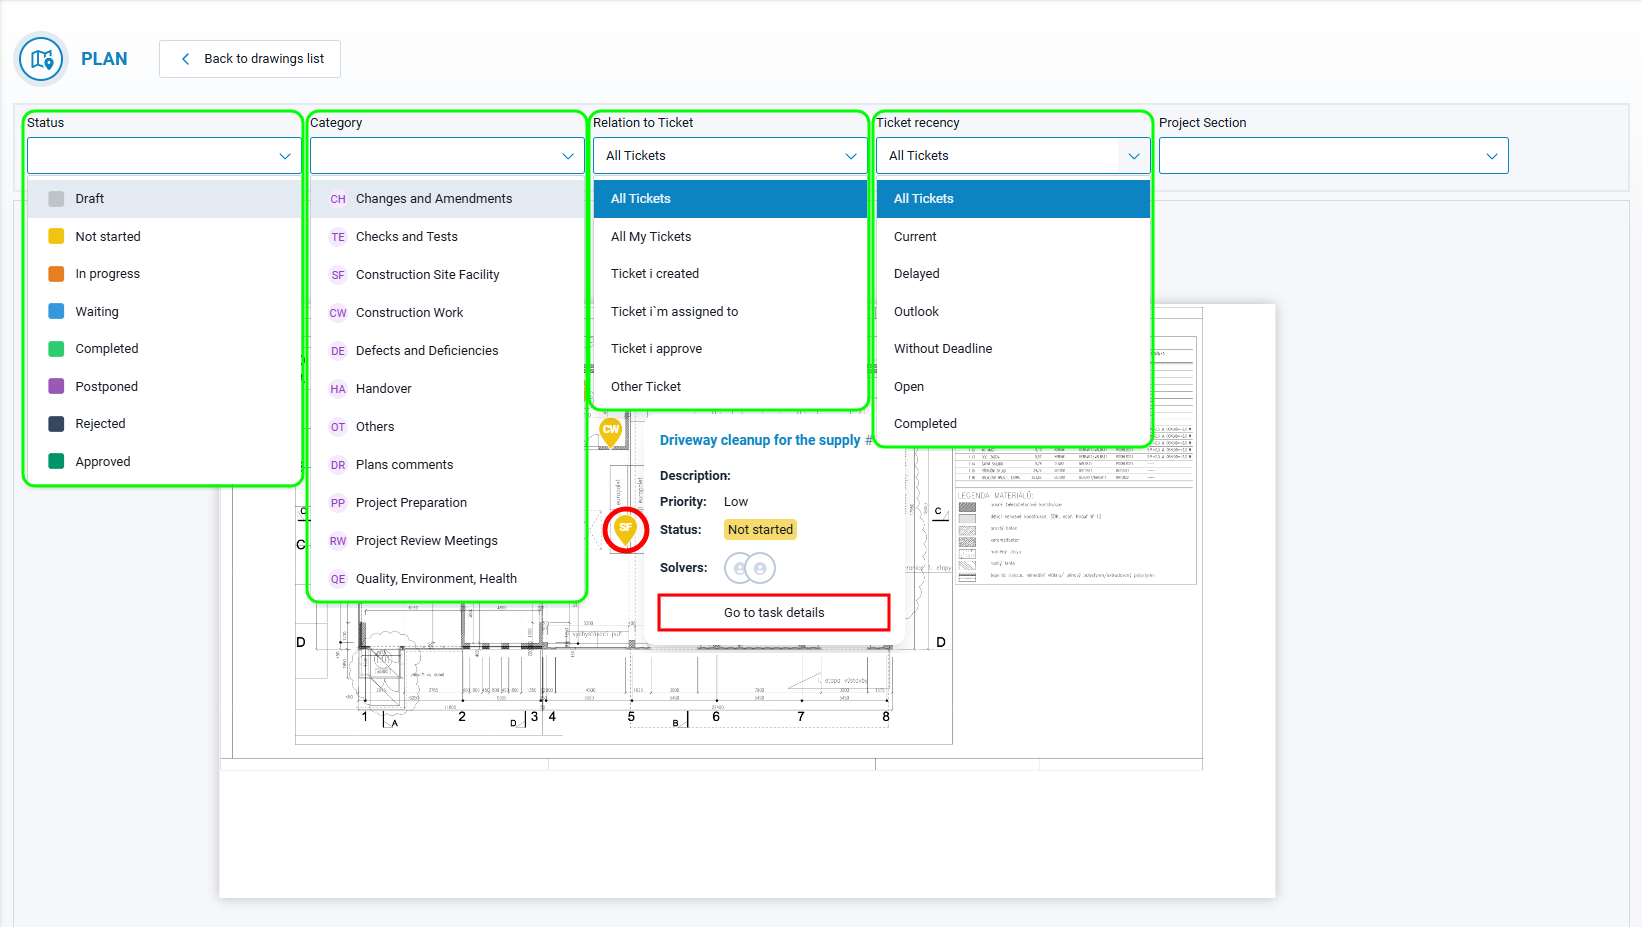 PLAN
Back to drawings list
Status
Category
Relation to Ticket
Ticket recency
Project Section
All Tickets
All Tickets
Draft
Not started
In progress
Waiting
Completed
Postponed
Rejected
Approved
CH Changes and Amendments
TE Checks and Tests
SF Construction Site Facility
CW Construction Work
DE Defects and Deficiencies
HA Handover
OT Others
DR Plans comments
PP Project Preparation
RW Project Review Meetings
QE Quality, Environment, Health
All Tickets
All My Tickets
Ticket i created
Ticket i`m assigned to
Ticket i approve
Other Ticket
All Tickets
Current
Delayed
Outlook
Without Deadline
Open
Completed
CW
SF
Driveway cleanup for the supply #
Description:
Priority: Low
Status: Not started
Solvers:
Go to task details
LEGENDA MATERIÁLŮ:
C
C
C
D
D
1 2 3 4 5 6 7 8
A D B